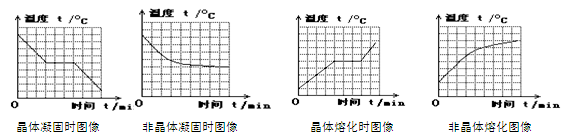 温度 t /°C
O
时间 t/mi
晶体凝固时图像
温度 t /°C
O
时间 t/min
非晶体凝固时图像
温度 t /°C
O
时间 t/min
晶体熔化时图像
温度 t /°C
O
时间 t/min
非晶体熔化时图像